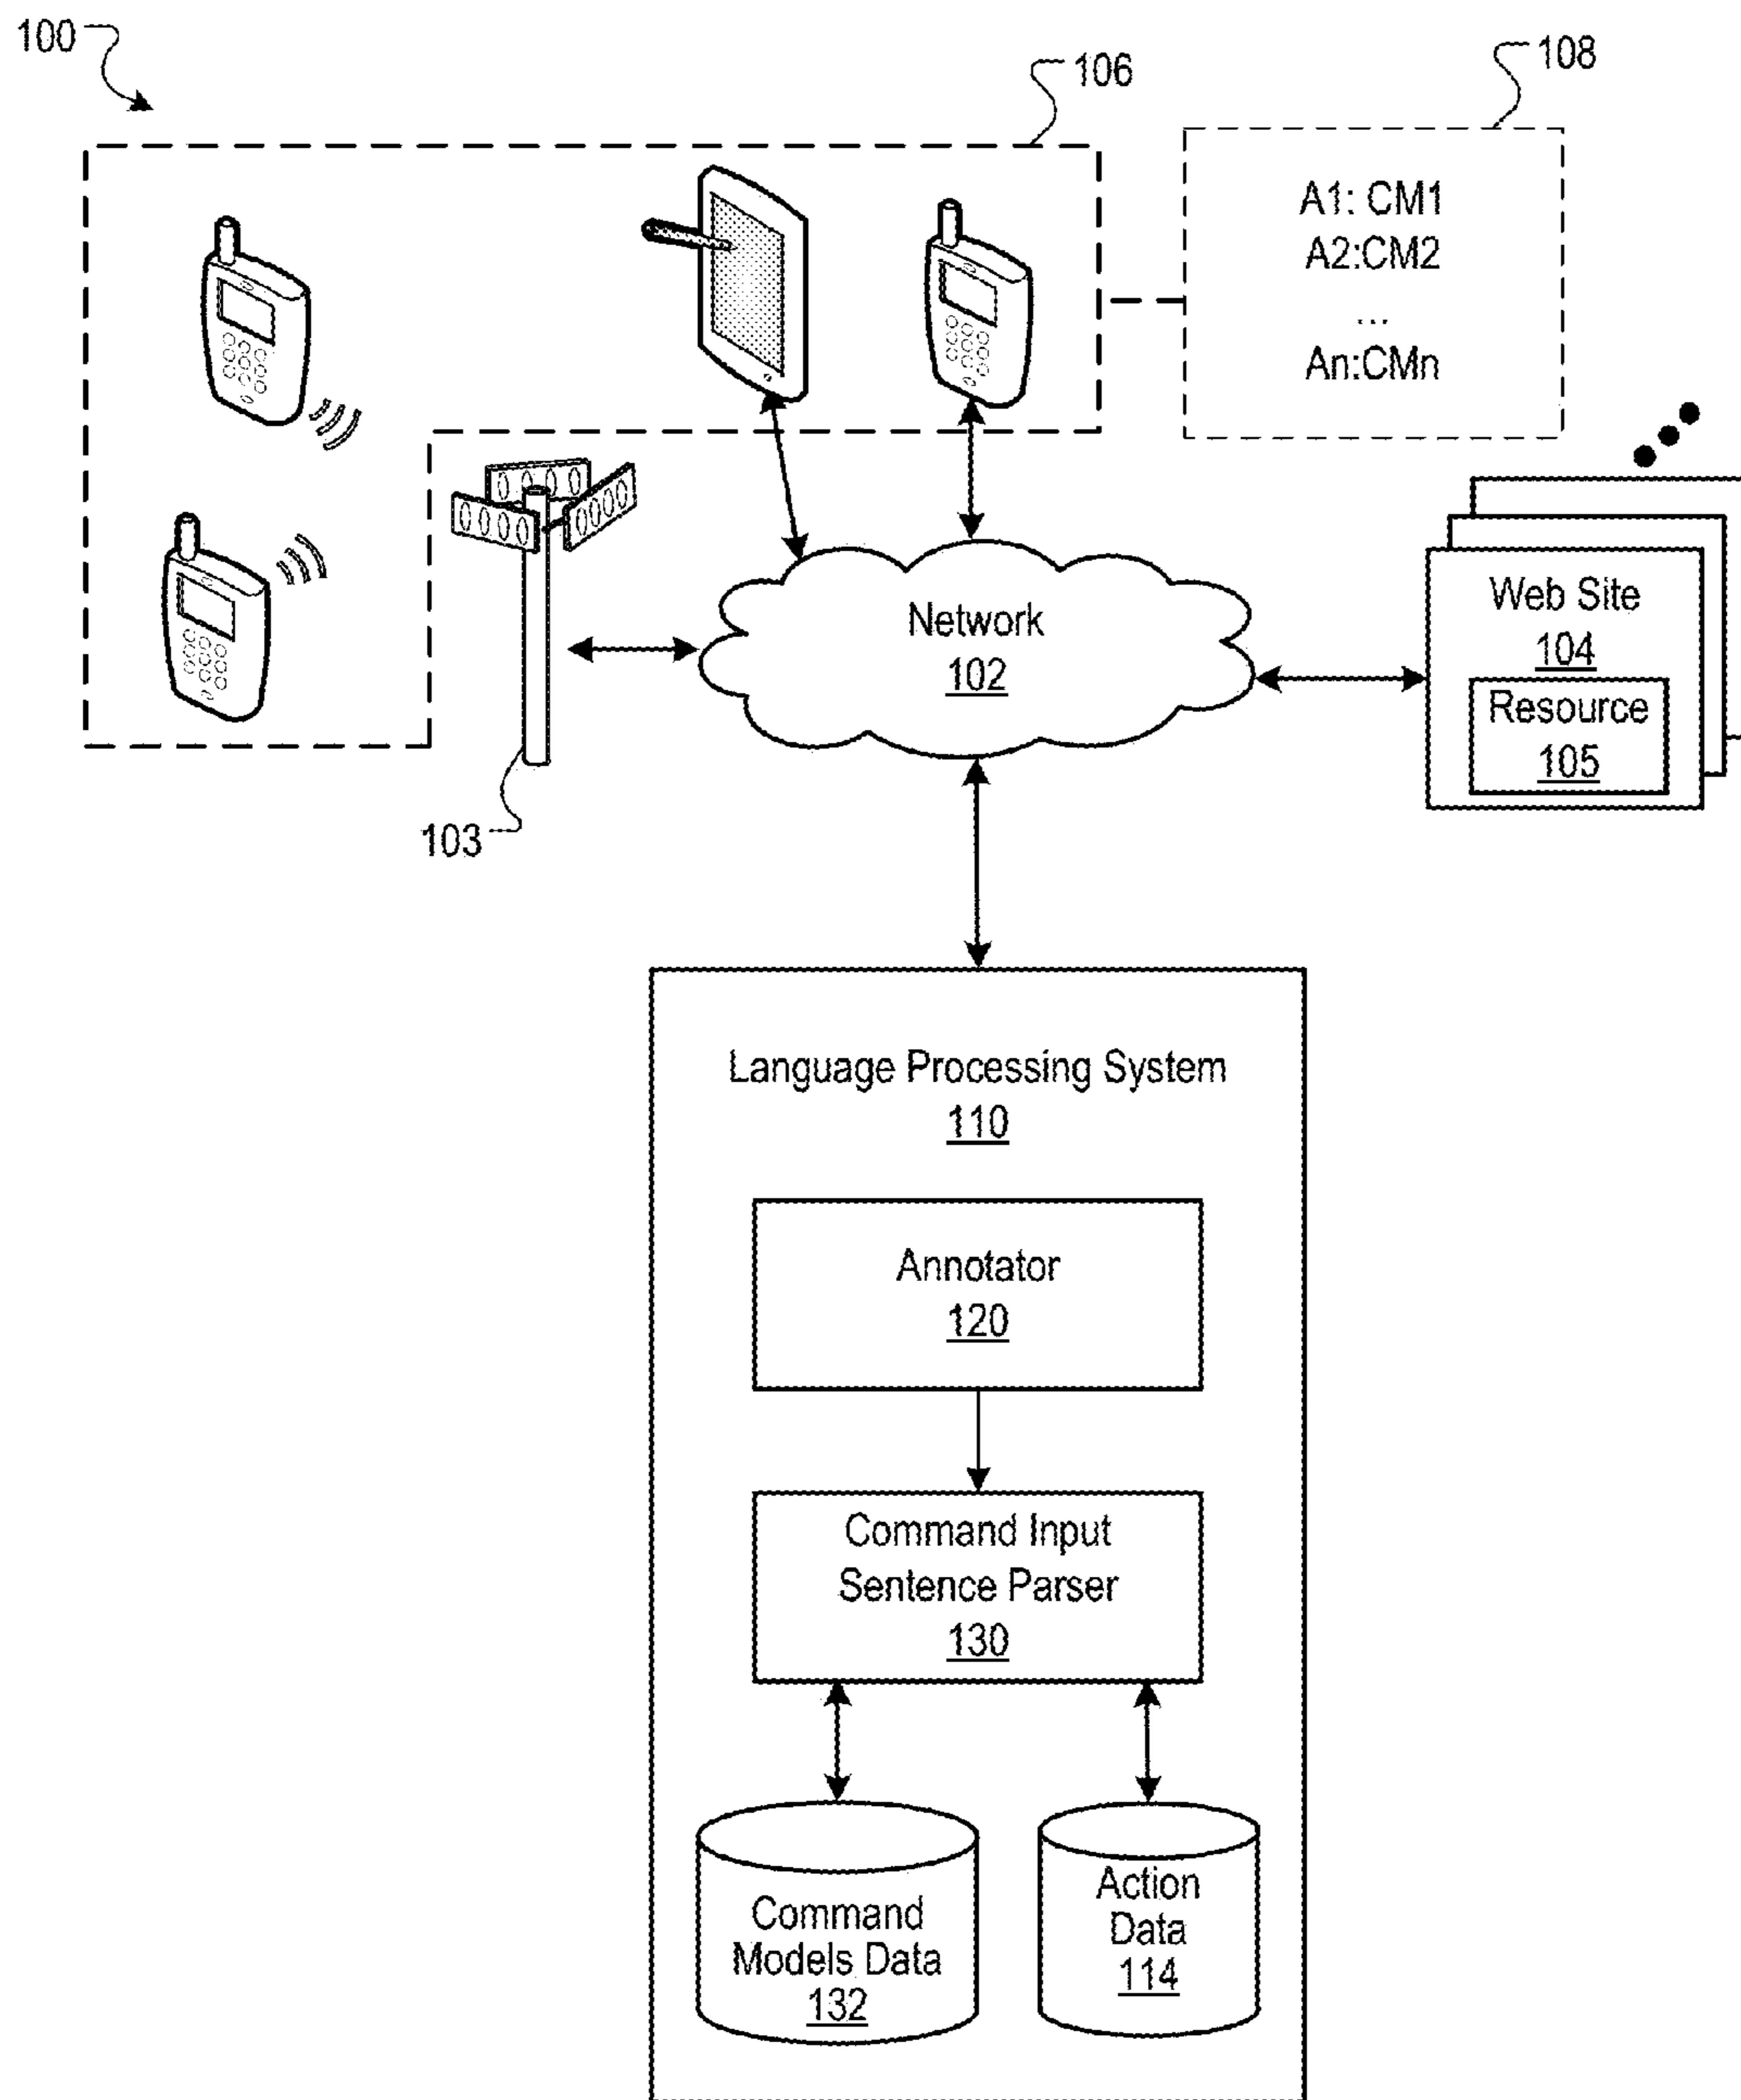 100
106
108
A1: CM1
A2:CM2
...
An:CMn
Network
102
Web Site
104
Resource
105
103
Language Processing System
110
Annotator
120
Command Input
Sentence Parser
130
Command
Models Data
132
Action
Data
114